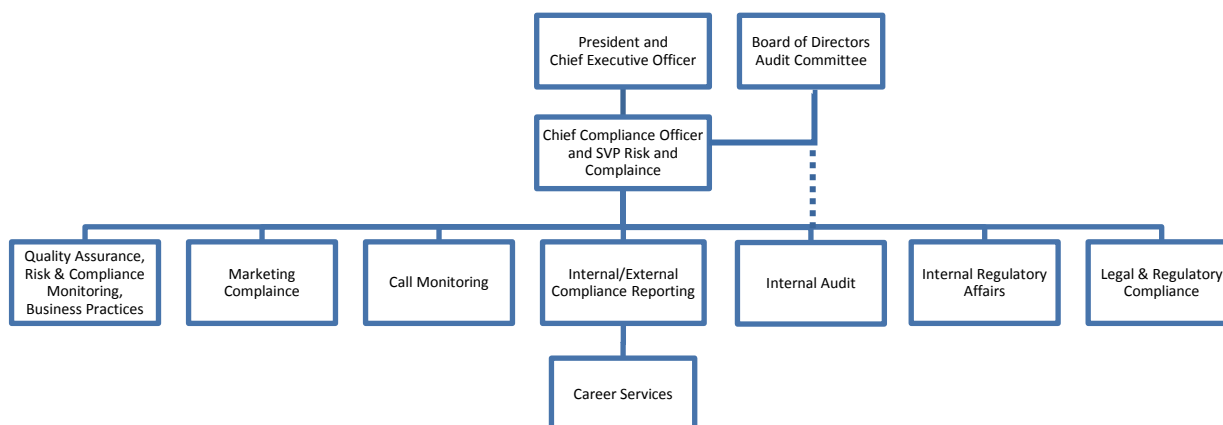 President and
Chief Executive Officer
Board of Directors
Audit Committee
Chief Compliance Officer
and SVP Risk and
Complaince
Quality Assurance,
Risk & Compliance
Monitoring,
Business Practices
Marketing
Complaince
Call Monitoring
Internal/External
Compliance Reporting
Internal Audit
Internal Regulatory
Affairs
Legal & Regulatory
Compliance
Career Services